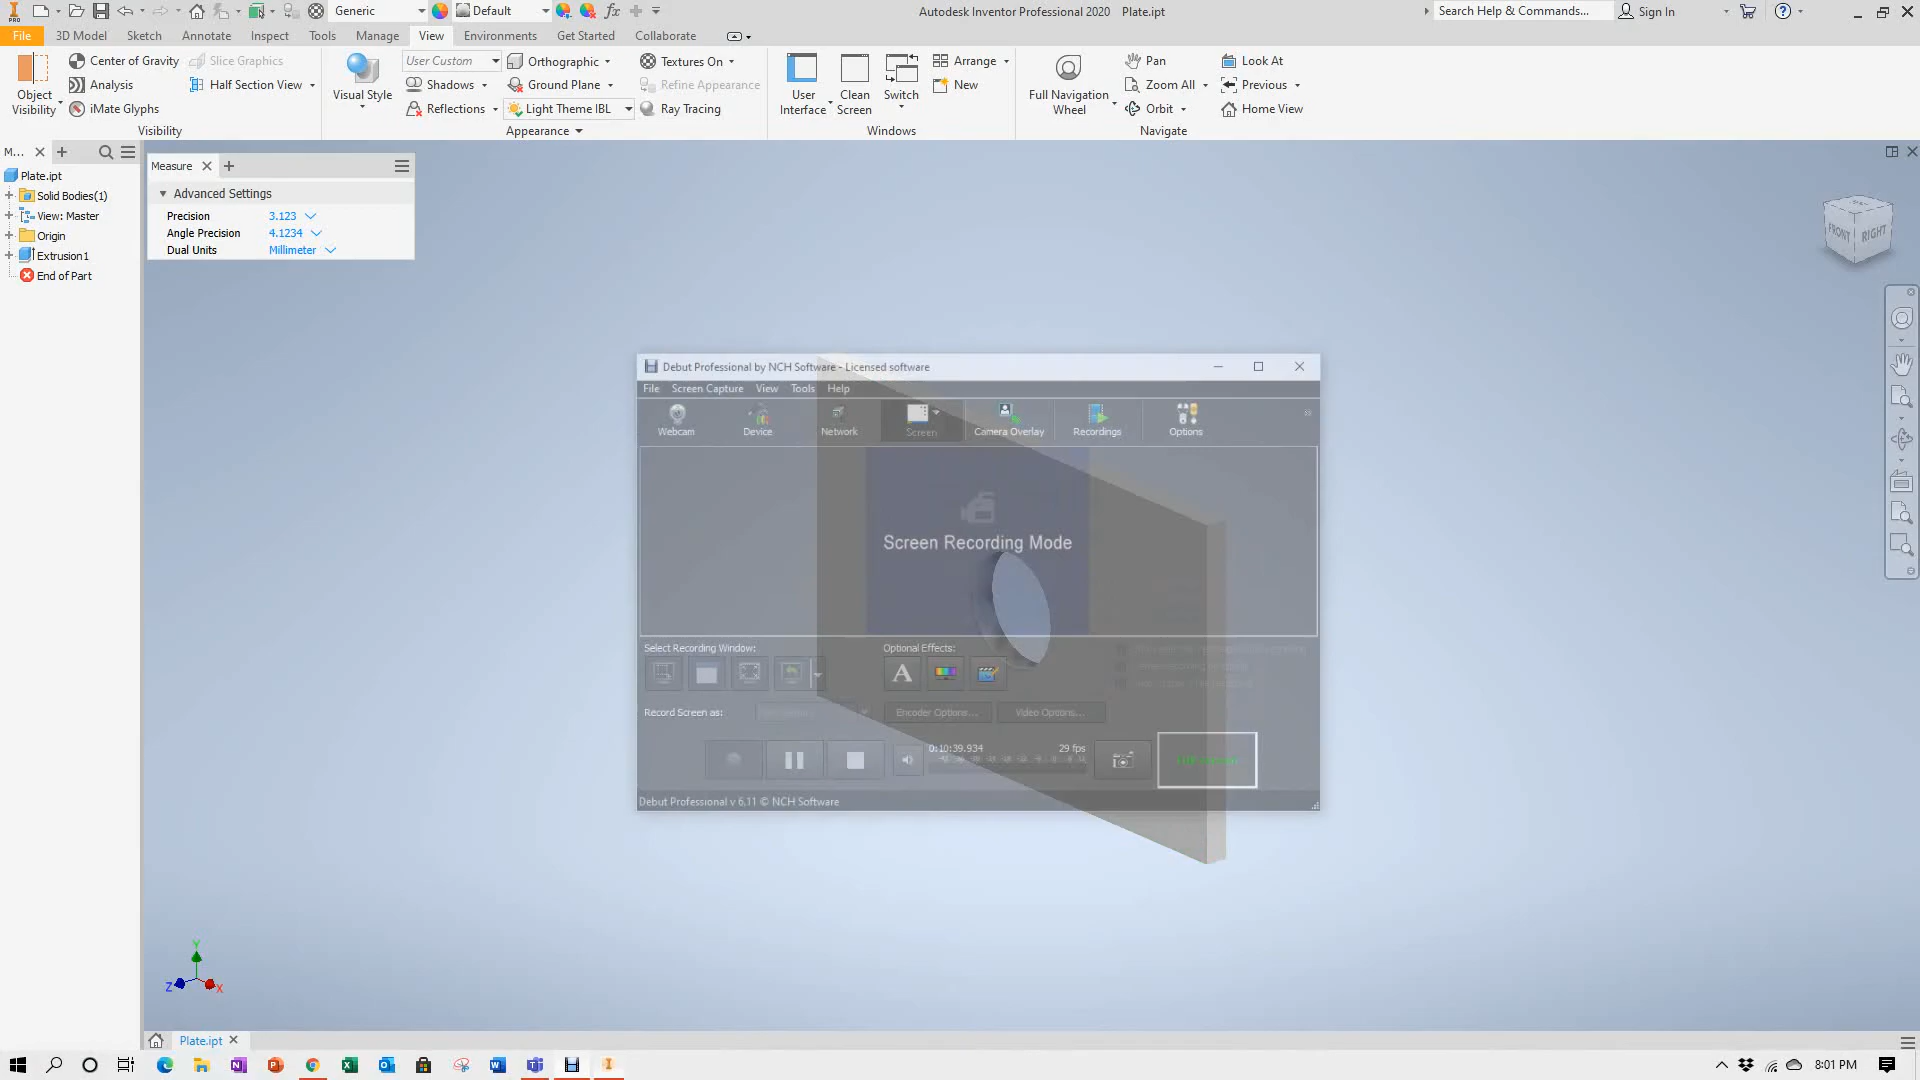 Generic
Default
Autodesk Inventor Professional 2020 Plate.ipt
Search Help & Commands...
Sign In
File 3D Model Sketch Annotate Inspect Tools Manage View Environments Get Started Collaborate
Center of Gravity
Slice Graphics
Analysis
Half Section View
iMate Glyphs
Object Visibility
Visibility
Visual Style
User Custom
Shadows
Reflections
Orthographic
Ground Plane
Light Theme IBL
Textures On
Refine Appearance
Ray Tracing
Appearance
User Interface
Clean Screen
Switch
Arrange
New
Windows
Full Navigation Wheel
Pan
Zoom All
Orbit
Look At
Previous
Home View
Navigate
M...
Plate.ipt
Solid Bodies(1)
View: Master
Origin
Extrusion1
End of Part
Measure
Advanced Settings
Precision 3.123
Angle Precision 4.1234
Dual Units Millimeter
FRONT
RIGHT
Debut Professional by NCH Software - Licensed software
File Screen Capture View Tools Help
Webcam Device Network Screen Camera Overlay Recordings Options
Screen Recording Mode
Select Recording Window:
Optional Effects:
A
Record Screen as:
Encoder Options...
Video Options...
0:10:39.934 29 fps
Debut Professional v 6.11 © NCH Software
Y
Z
X
Plate.ipt
8:01 PM